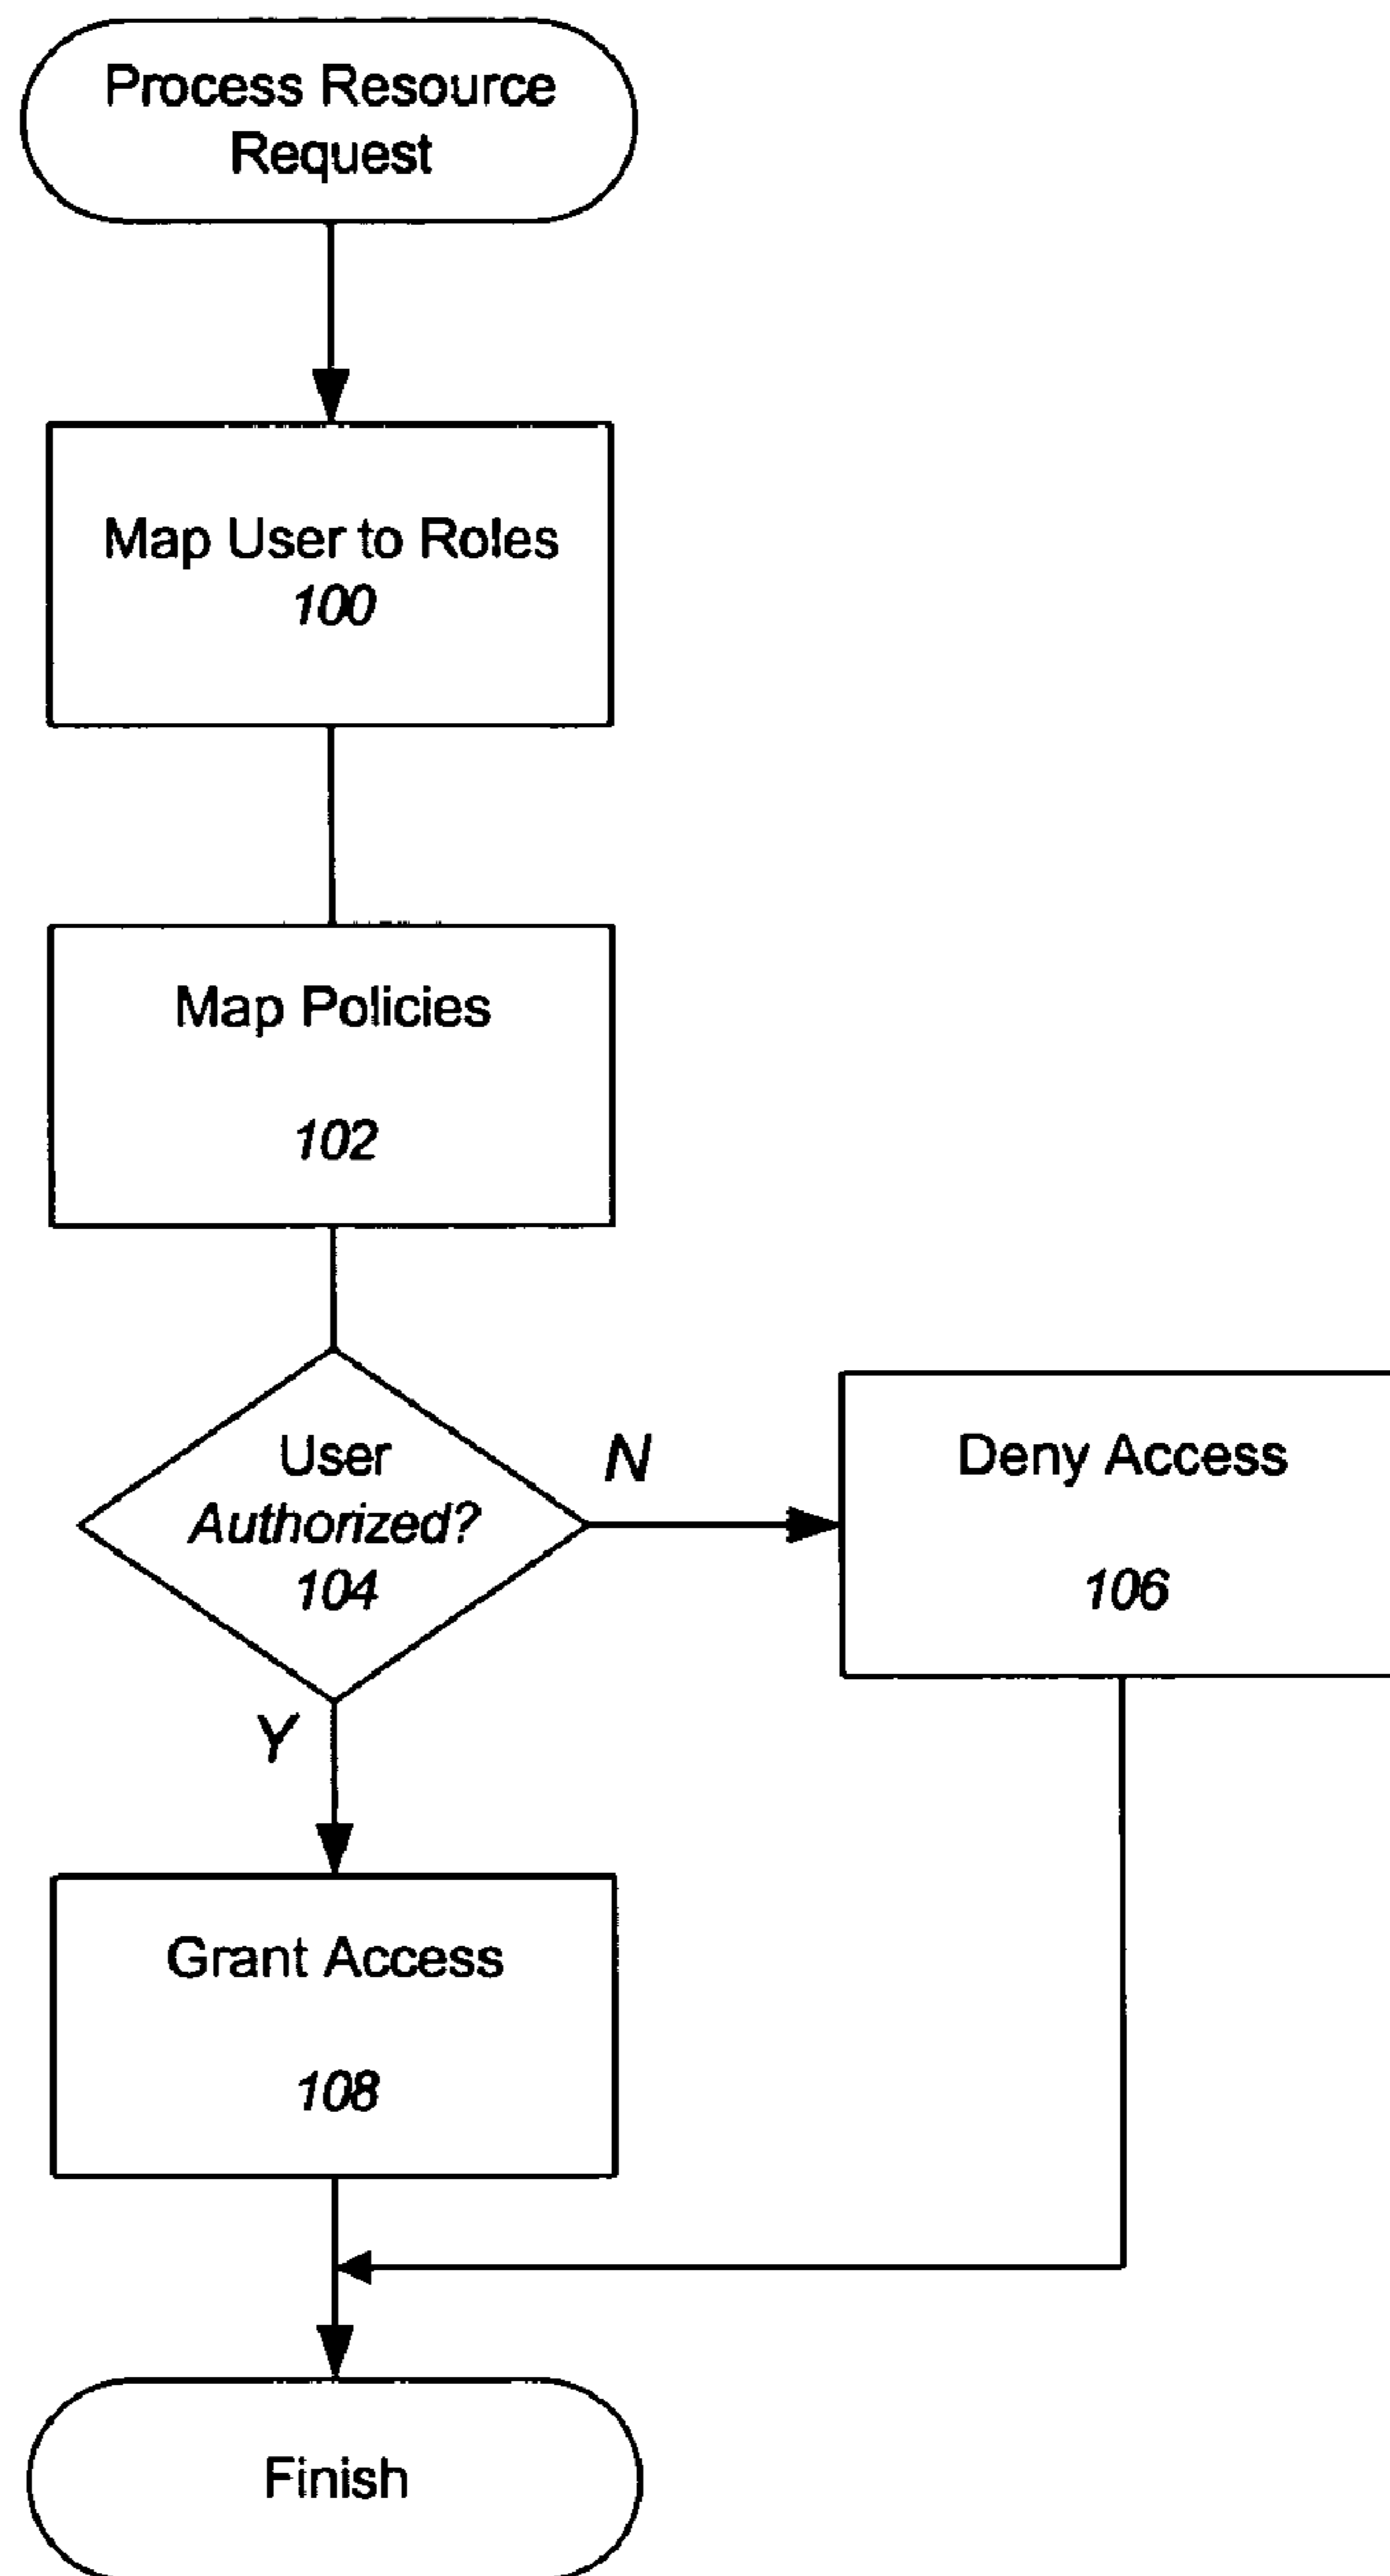 Process Resource
Request
Map User to Roles
100
Map Policies
102
User
Authorized?
104
N
Deny Access
106
Y
Grant Access
108
Finish